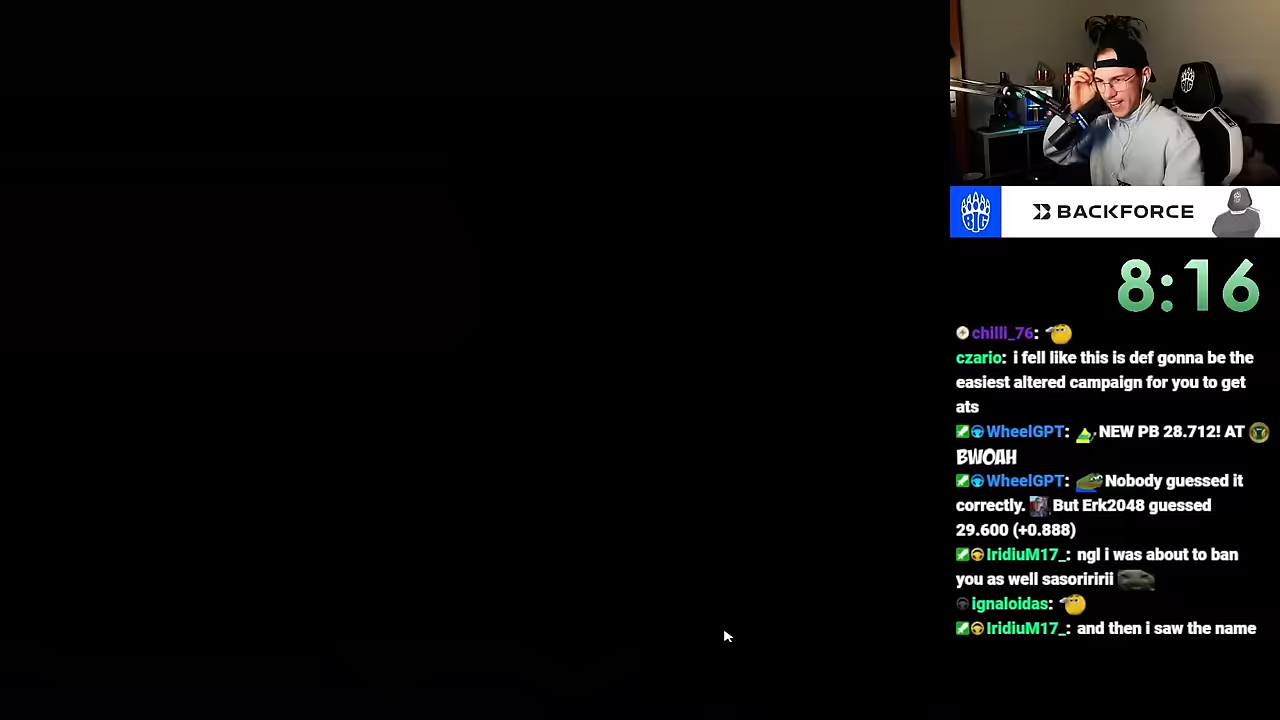 BIG
BACKFORCE
8:16
chilli_76:
czario: i fell like this is def gonna be the
easiest altered campaign for you to get
ats
WheelGPT: NEW PB 28.712! AT
BWOAH
WheelGPT: Nobody guessed it
correctly. But Erk2048 guessed
29.600 (+0.888)
IridiuM17_: ngl i was about to ban
you as well sasoriririi
ignaloidas:
IridiuM17_: and then i saw the name